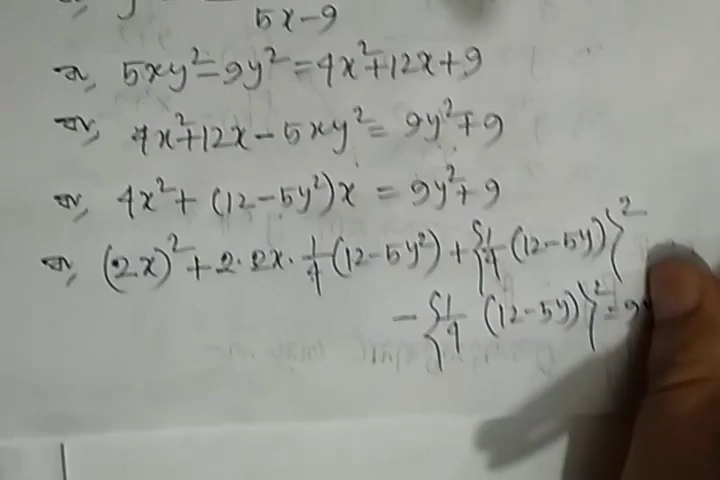 5x-9
বা, 5xy²-9y²=4x²+12x+9
বা, 4x²+12x-5xy²=9y²+9
বা, 4x²+(12-5y²)x=9y²+9
বা, (2x)²+2·2x·1/4(12-5y²)+{1/4(12-5y)}²
-{1/4(12-5y)}²=9